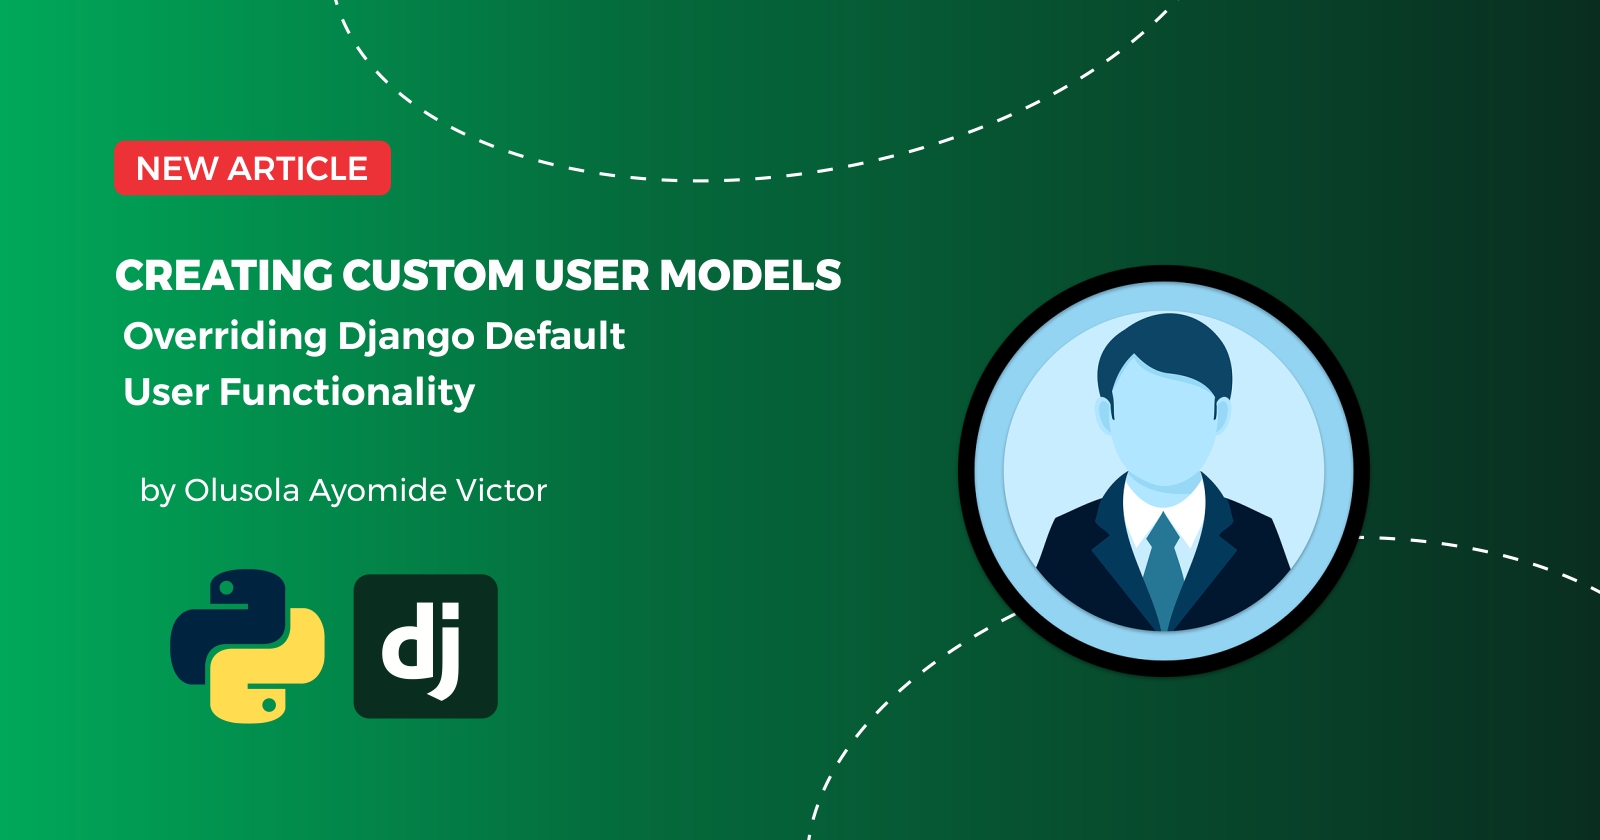 NEW ARTICLE
CREATING CUSTOM USER MODELS
Overriding Django Default
User Functionality
by Olusola Ayomide Victor
dj